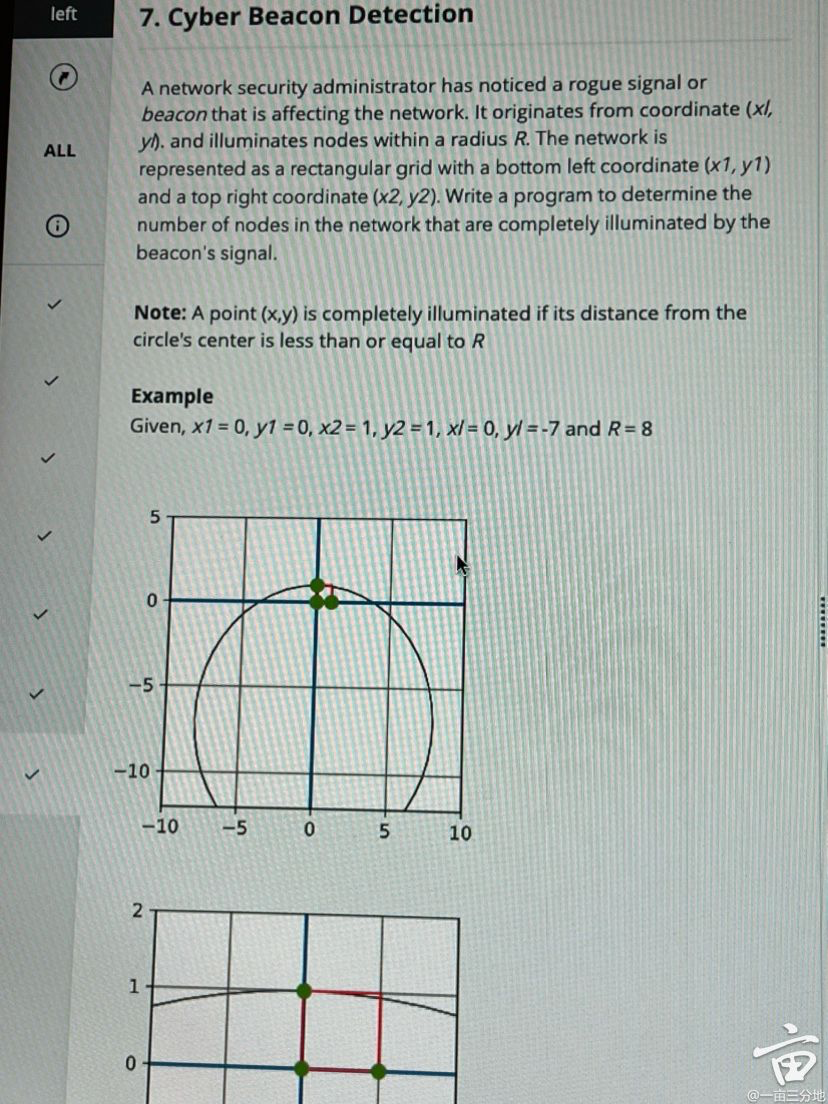 left
7. Cyber Beacon Detection
A network security administrator has noticed a rogue signal or
beacon that is affecting the network. It originates from coordinate (xl,
yl). and illuminates nodes within a radius R. The network is
ALL
represented as a rectangular grid with a bottom left coordinate (x1, y1)
and a top right coordinate (x2, y2). Write a program to determine the
number of nodes in the network that are completely illuminated by the
beacon's signal.
Note: A point (x,y) is completely illuminated if its distance from the
circle's center is less than or equal to R
Example
Given, x1 = 0, y1 = 0, x2 = 1, y2 = 1, xl = 0, yl = -7 and R = 8
5
0
−5
−10
−10 −5 0 5 10
2
1
0
亩
@一亩三分地